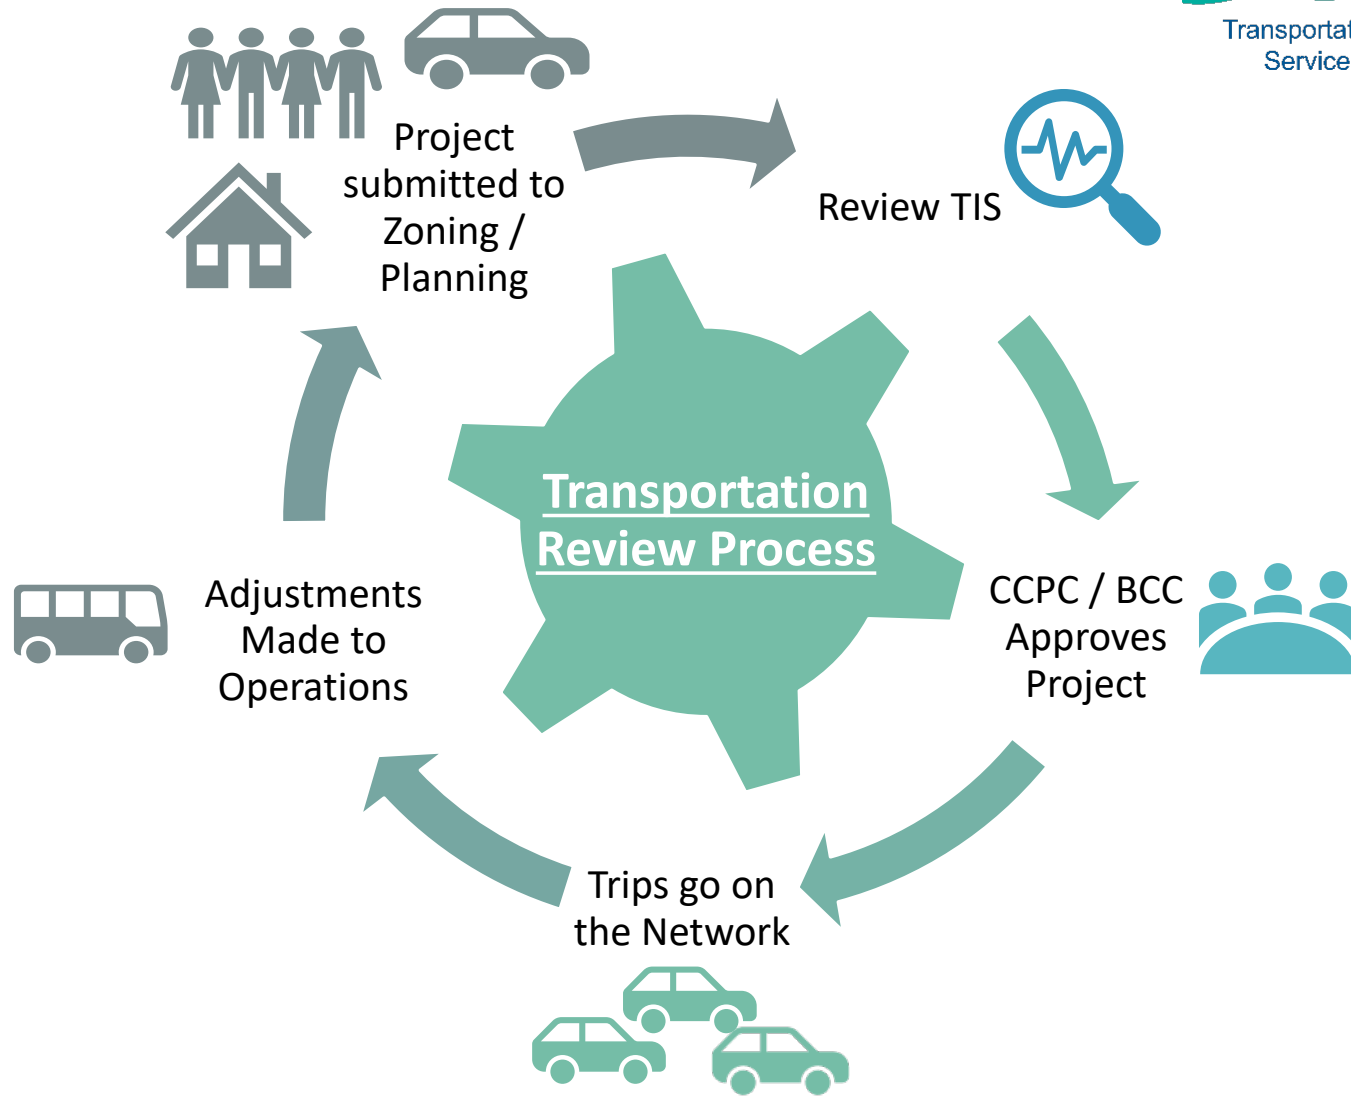 Project
submitted to
Zoning /
Planning
Review TIS
Transportation
Review Process
CCPC / BCC
Approves
Project
Trips go on
the Network
Adjustments
Made to
Operations